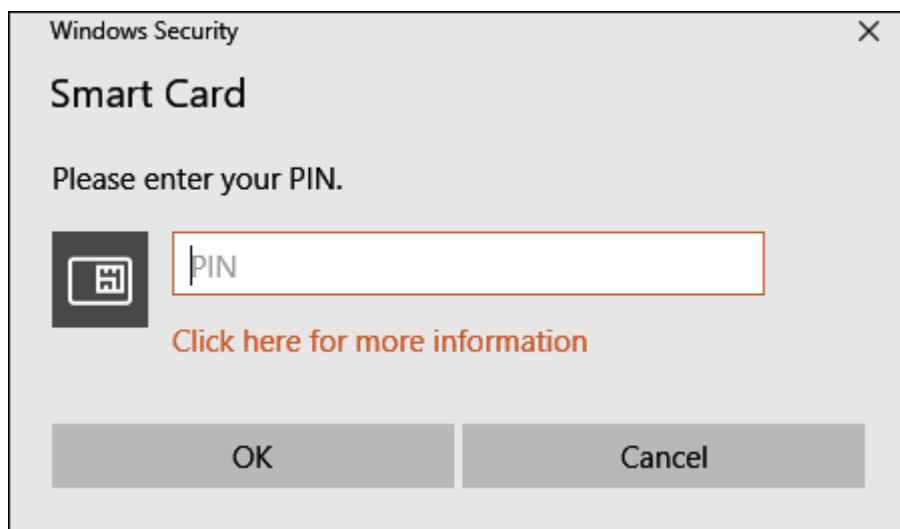 Windows Security
Smart Card
Please enter your PIN.
PIN
Click here for more information
OK
Cancel